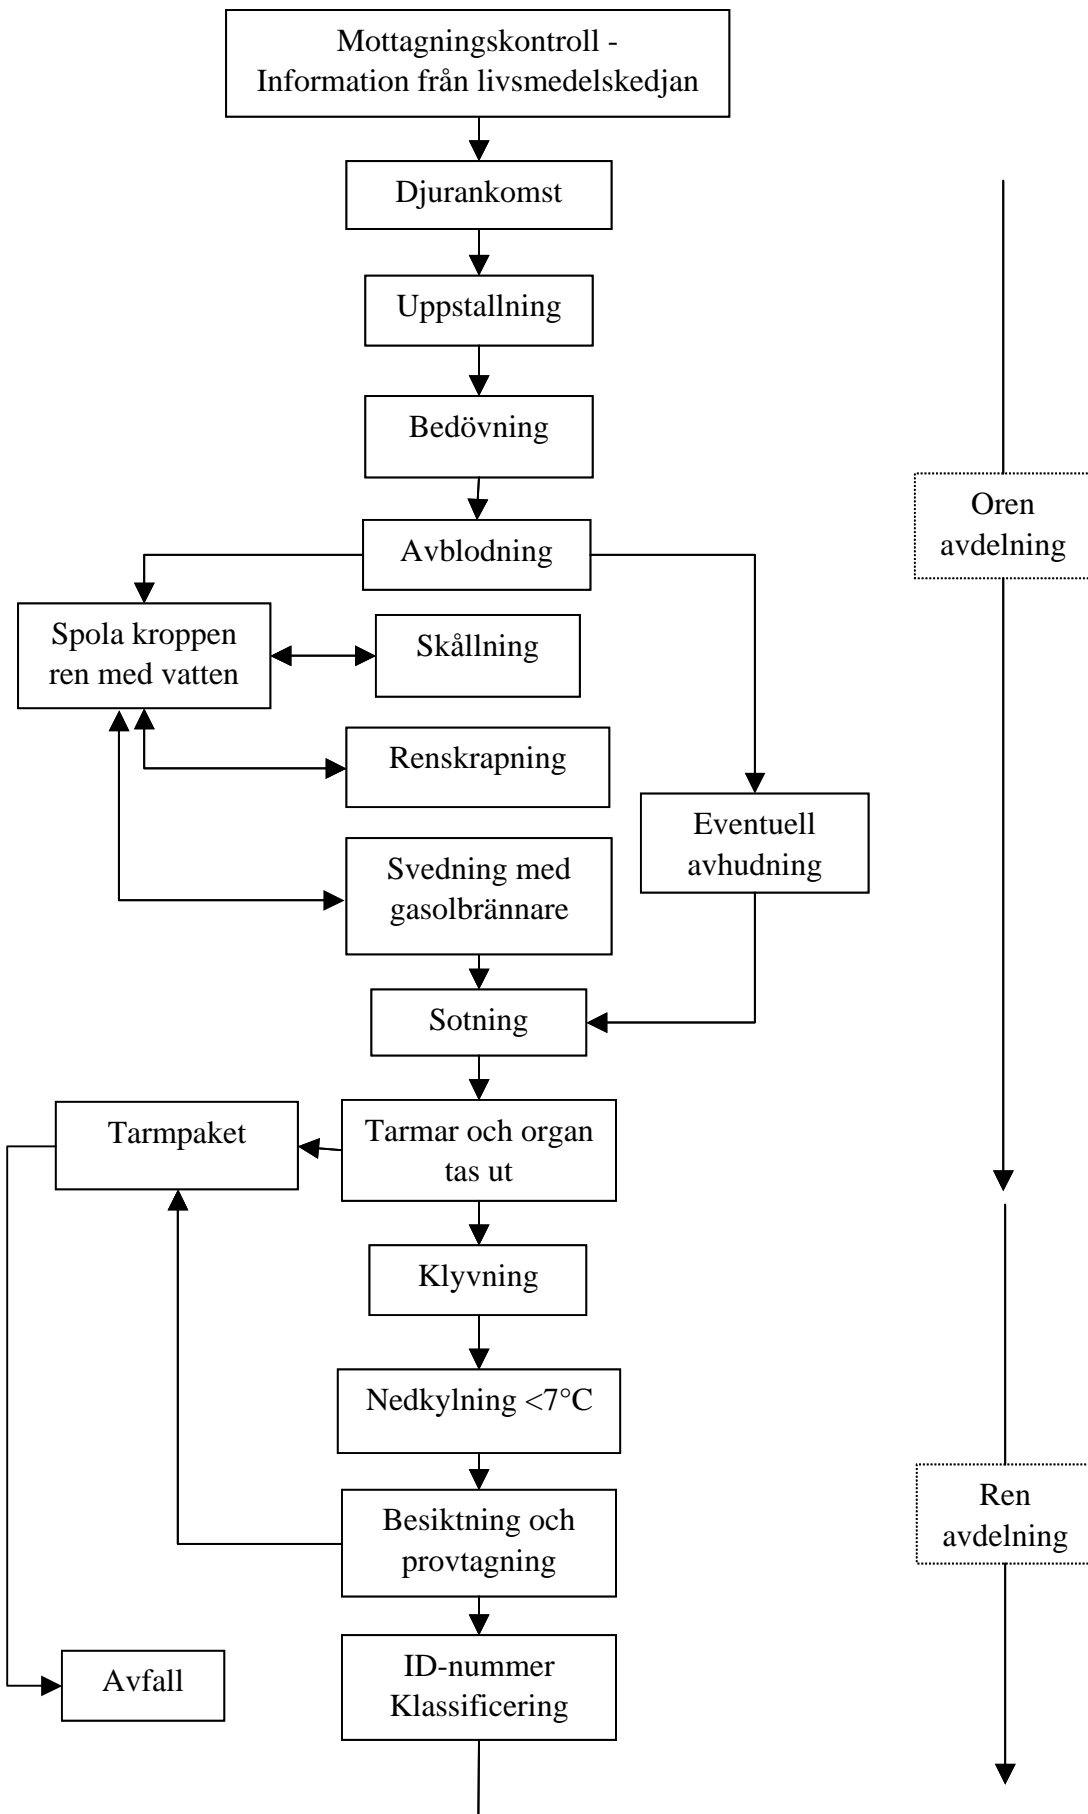 Mottagningskontroll -
Information från livsmedelskedjan
Djurankomst
Uppstallning
Bedövning
Oren
avdelning
Avblodning
Spola kroppen
ren med vatten
Skållning
Renskrapning
Eventuell
avhudning
Svedning med
gasolbrännare
Sotning
Tarmpaket
Tarmar och organ
tas ut
Klyvning
Nedkylning <7°C
Ren
avdelning
Besiktning och
provtagning
ID-nummer
Klassificering
Avfall